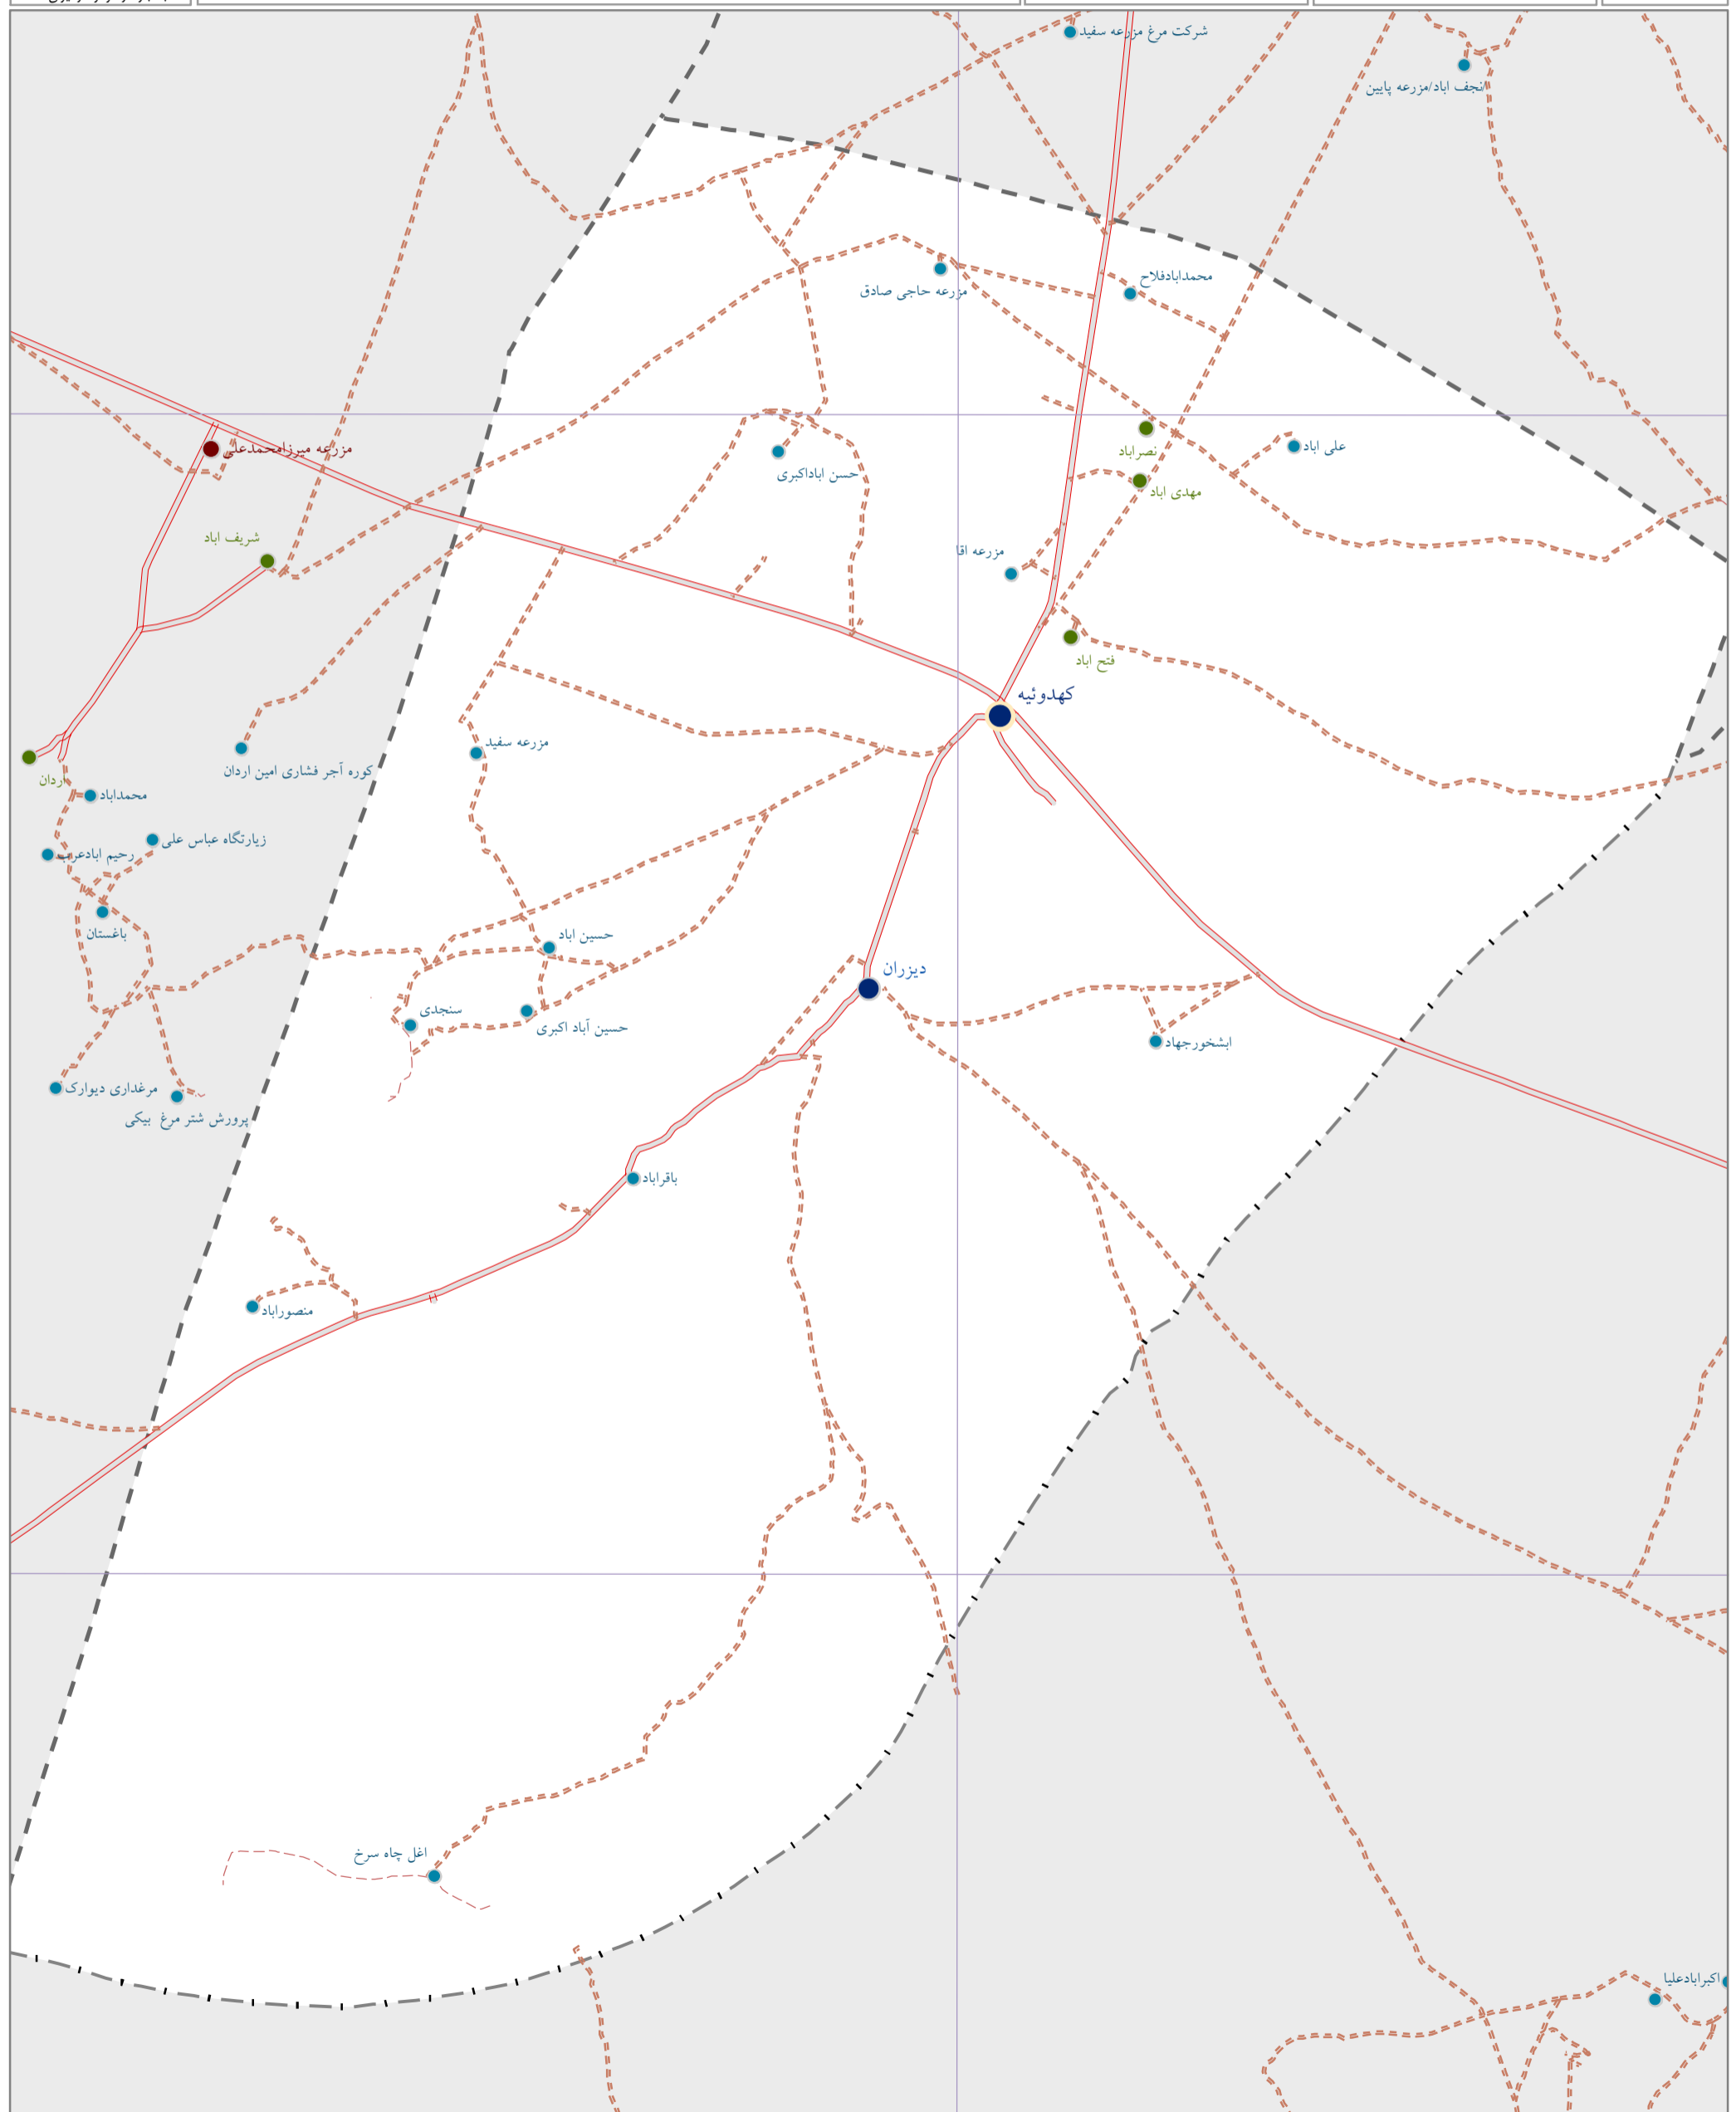 شرکت مرغ مزرعه سفید
نجف اباد/مزرعه پایین
محمدابادفلاح
مزرعه حاجی صادق
نصراباد
علی اباد
مزرعه میرزامحمدعلی
حسن اباداکبری
مهدی اباد
شریف اباد
مزرعه اقا
فتح اباد
کهدوئیه
مزرعه سفید
کوره آجر فشاری امین اردان
اردان
محمداباد
زیارتگاه عباس علی
رحیم ابادعرب
باغستان
حسین اباد
دیزران
سنجدی
حسین آباد اکبری
ابشخورجهاد
مرغداری دیوارک
پرورش شتر مرغ بیکی
باقراباد
منصوراباد
اغل چاه سرخ
اکبرابادعلیا